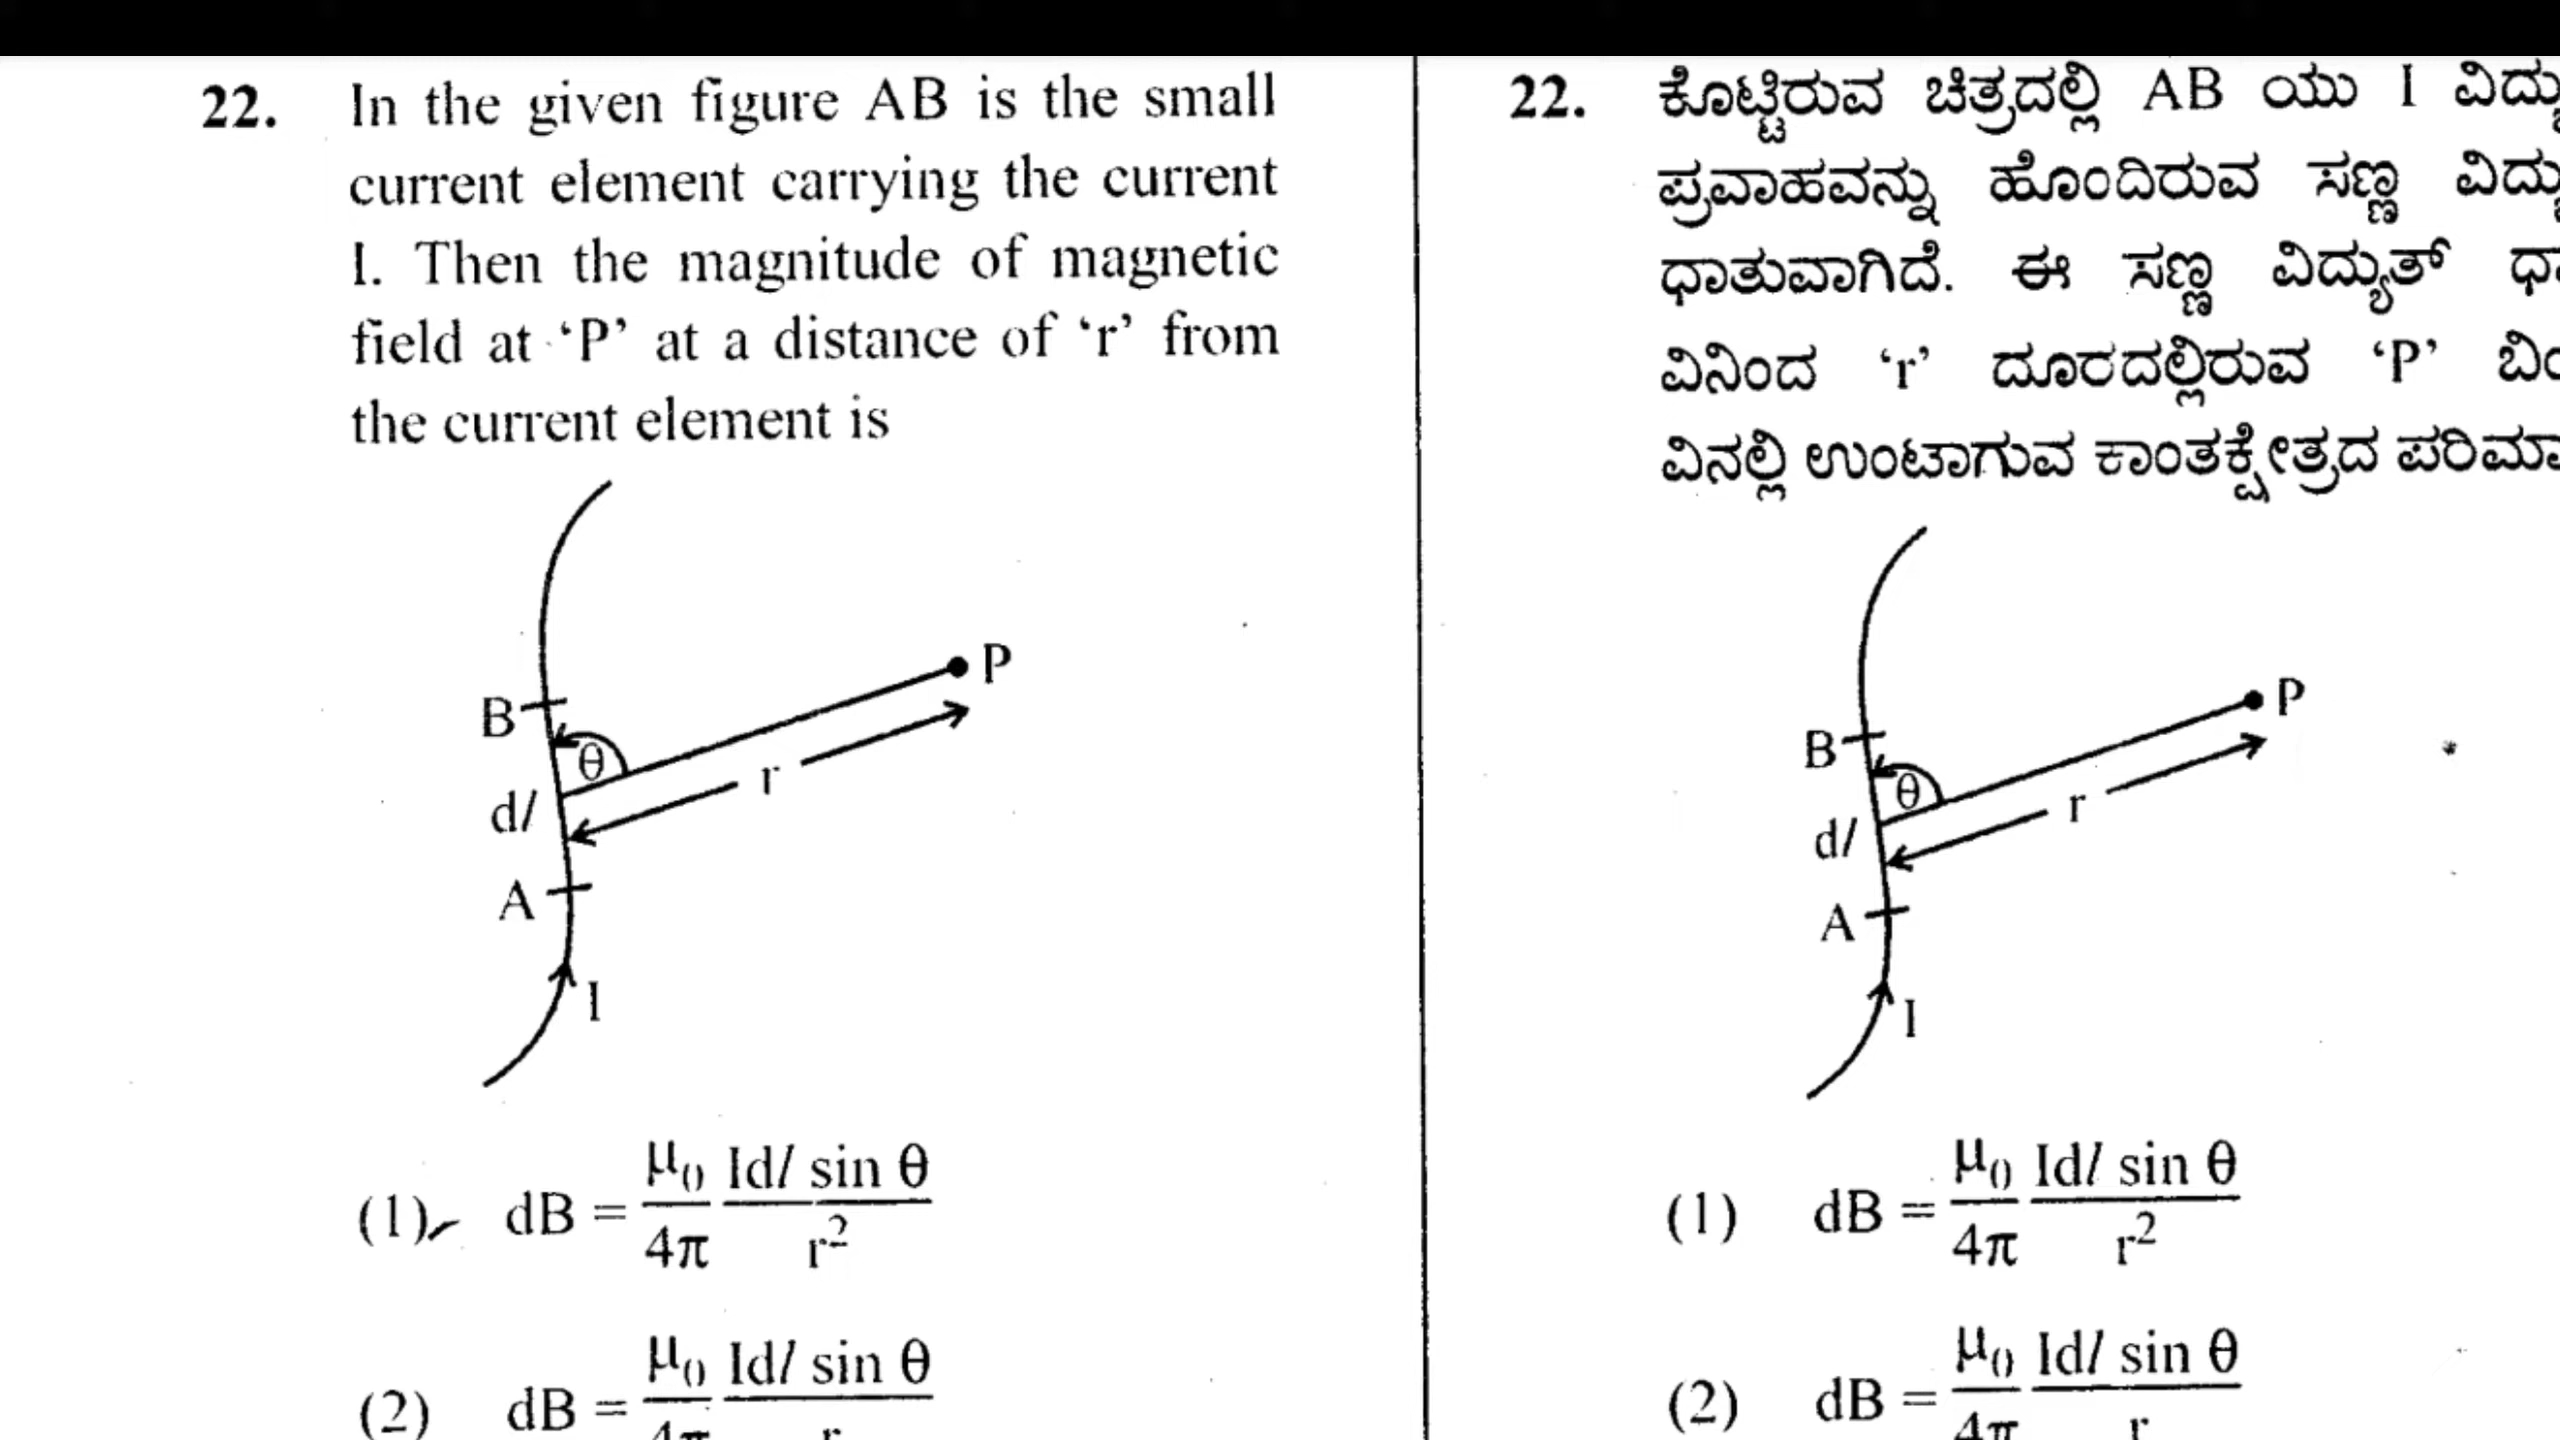 22. In the given figure AB is the small
current element carrying the current
I. Then the magnitude of magnetic
field at ‘P’ at a distance of ‘r’ from
the current element is
B
θ
P
r
dl
A
I
(1) dB = μ₀/4π Idl sin θ/r²
(2) dB = μ₀/4π Idl sin θ/r
22. ಕೊಟ್ಟಿರುವ ಚಿತ್ರದಲ್ಲಿ AB ಯು I
ಪ್ರವಾಹವನ್ನು ಹೊಂದಿರುವ ಸಣ್ಣ
ಧಾತುವಾಗಿದೆ. ಈ ಸಣ್ಣ ವಿದ್ಯುತ್
ವಿನಿಂದ ‘r’ ದೂರದಲ್ಲಿರುವ ‘P’
ವಿನಲ್ಲಿ ಉಂಟಾಗುವ ಕಾಂತಕ್ಷೇತ್ರದ
B
θ
P
r
dl
A
I
(1) dB = μ₀/4π Idl sin θ/r²
(2) dB = μ₀/4π Idl sin θ/r